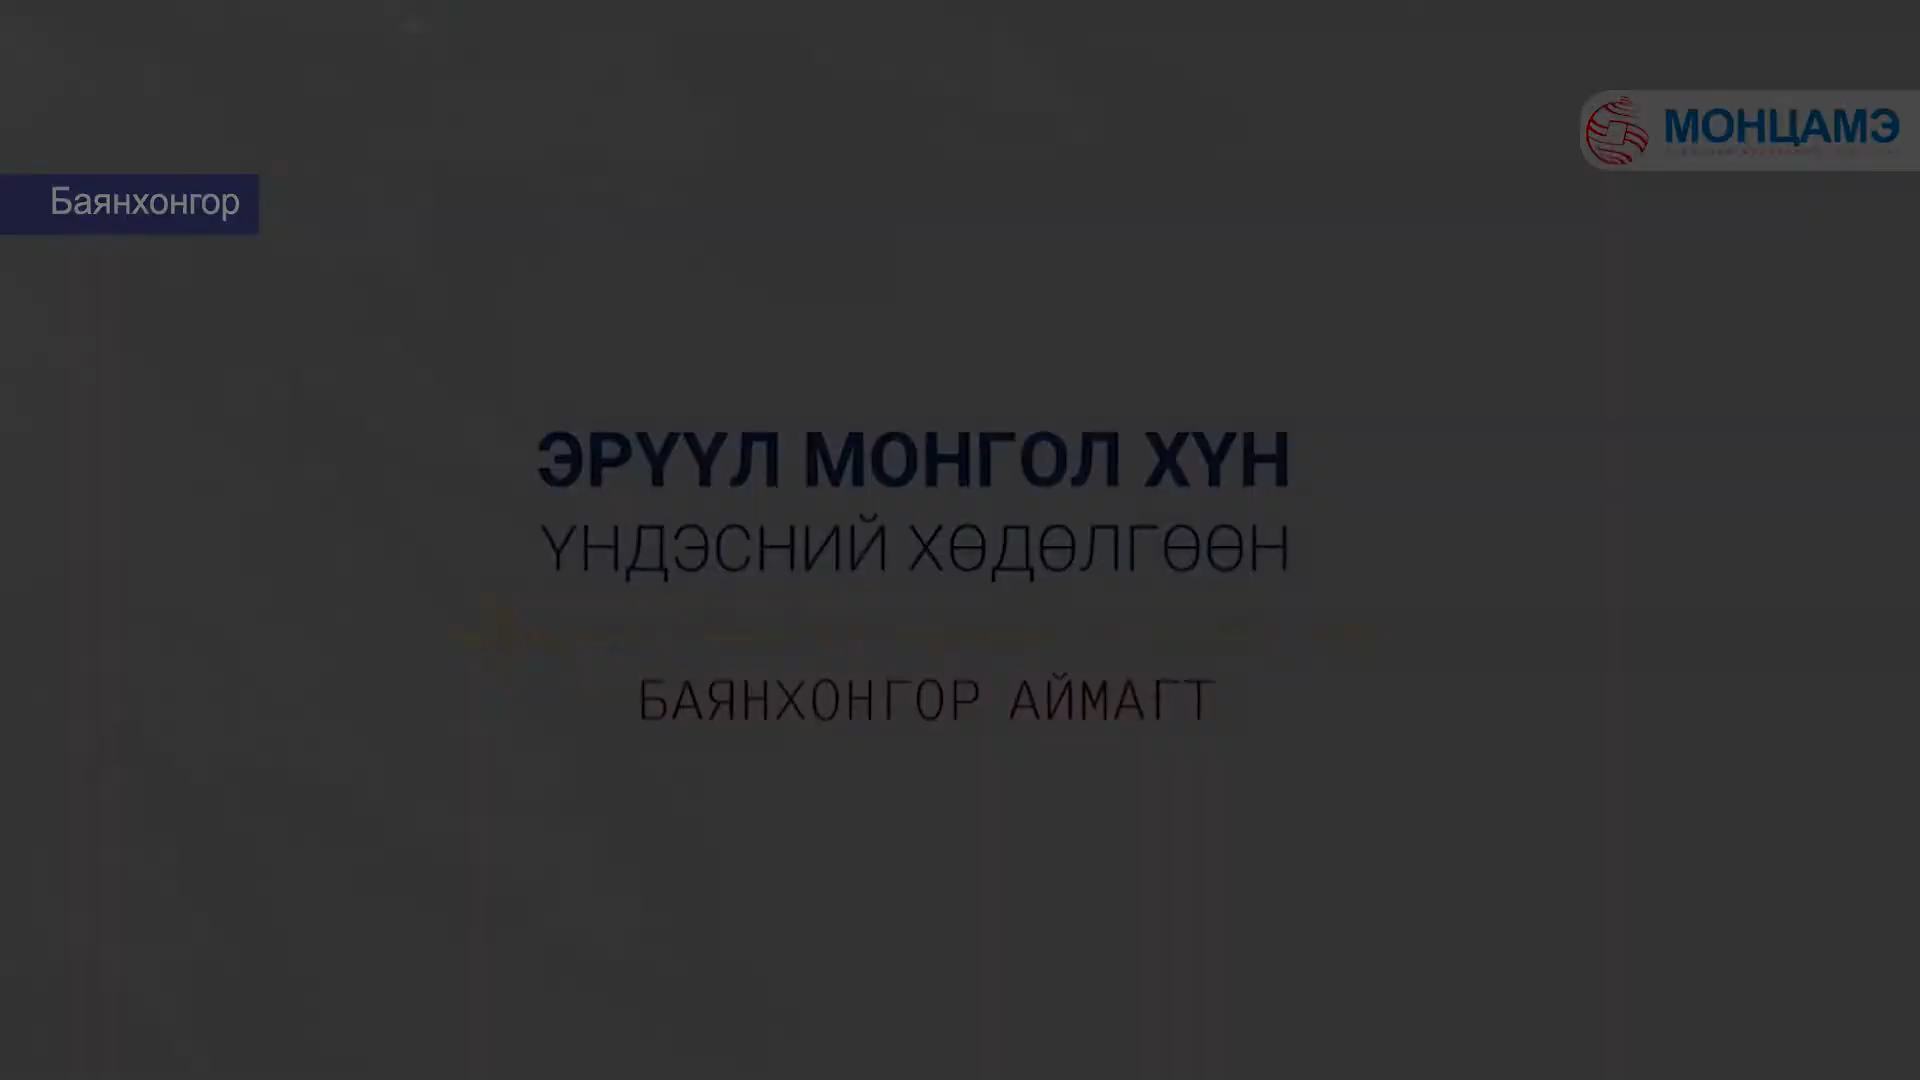 МОНЦАМЭ
Баянхонгор
ЭРҮҮЛ МОНГОЛ ХҮН
ҮНДЭСНИЙ ХӨДӨЛГӨӨН
БАЯНХОНГОР АЙМАГТ